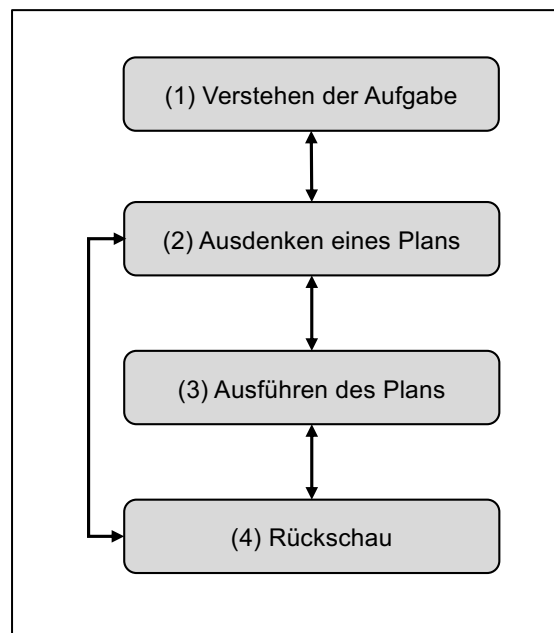 (1) Verstehen der Aufgabe
(2) Ausdenken eines Plans
(3) Ausführen des Plans
(4) Rückschau